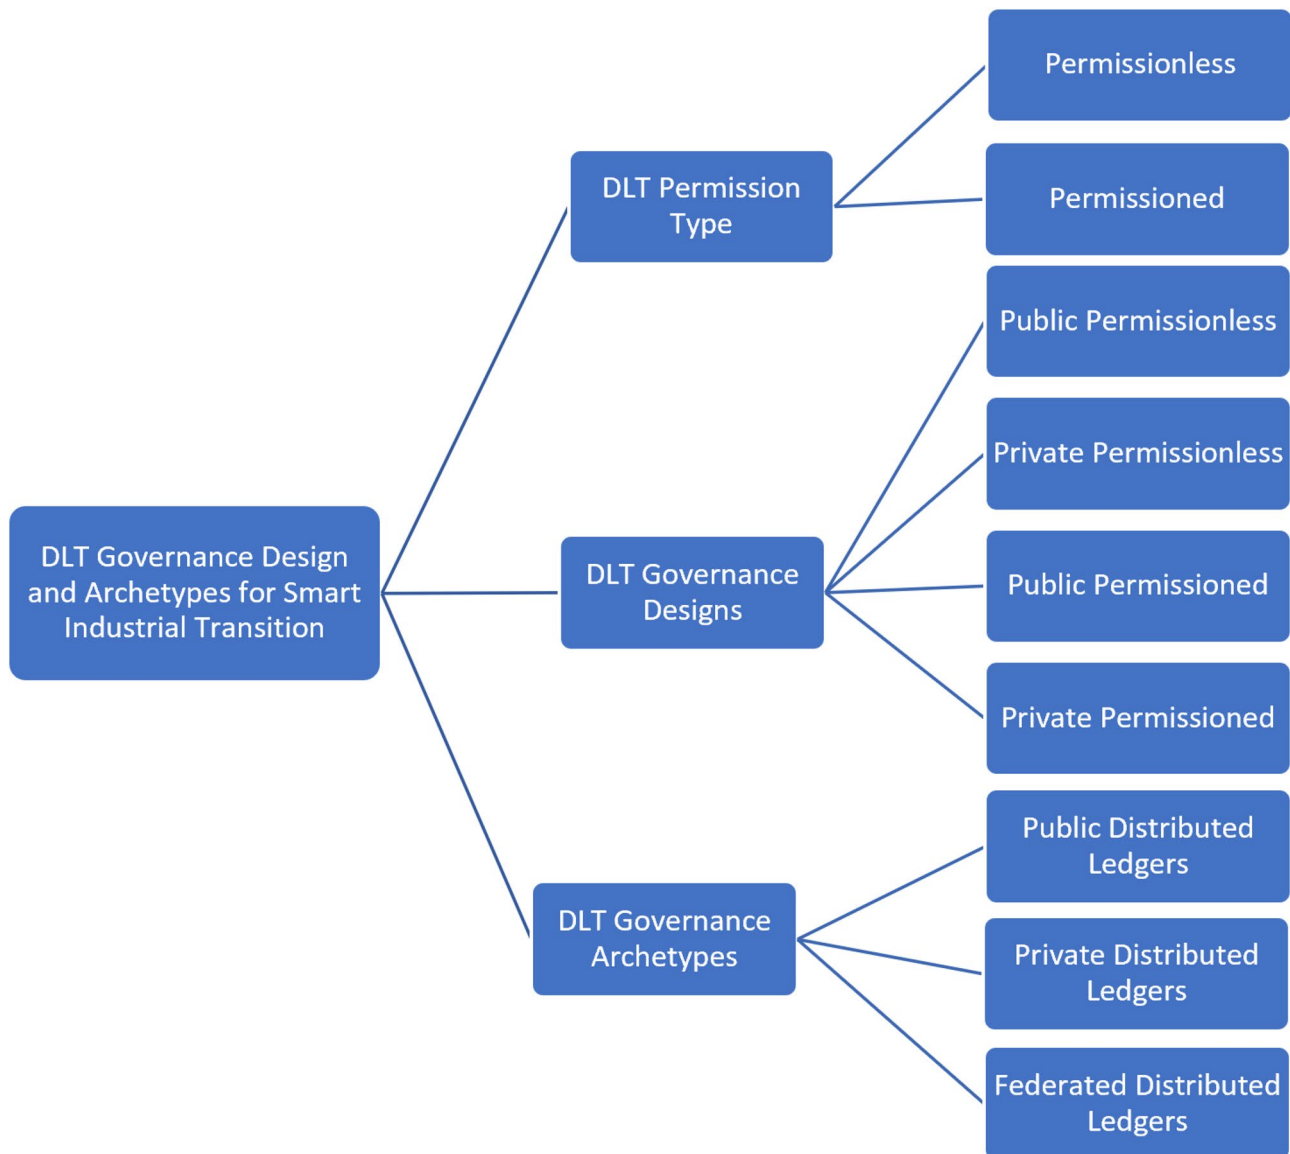 Permissionless
DLT Permission
Type
Permissioned
Public Permissionless
Private Permissionless
DLT Governance Design
and Archetypes for Smart
Industrial Transition
DLT Governance
Designs
Public Permissioned
Private Permissioned
Public Distributed
Ledgers
DLT Governance
Archetypes
Private Distributed
Ledgers
Federated Distributed
Ledgers